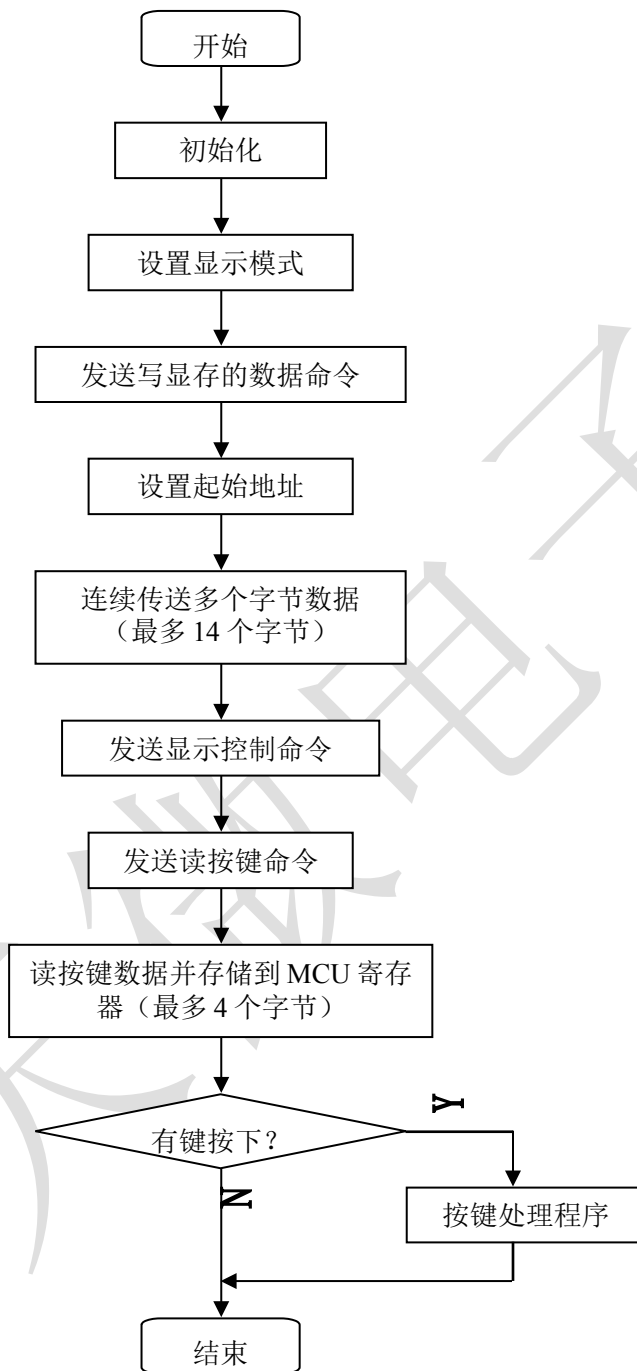 开始
初始化
设置显示模式
发送写显存的数据命令
设置起始地址
连续传送多个字节数据
（最多 14 个字节）
发送显示控制命令
发送读按键命令
读按键数据并存储到 MCU 寄存
器（最多 4 个字节）
Y
有键按下？
N
按键处理程序
结束